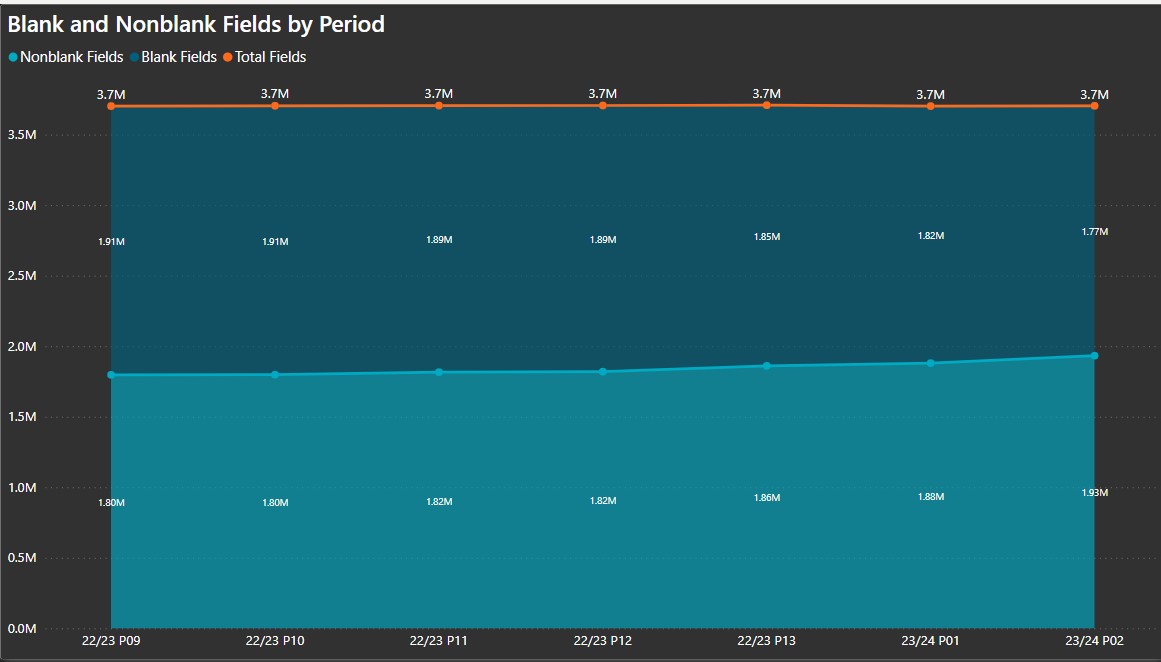 Blank and Nonblank Fields by Period
Nonblank Fields Blank Fields Total Fields
3.7M 3.7M 3.7M 3.7M 3.7M 3.7M 3.7M
3.5M
3.0M
1.91M 1.91M 1.89M 1.89M 1.85M 1.82M 1.77M
2.5M
2.0M
1.5M
1.0M
1.80M 1.80M 1.82M 1.82M 1.86M 1.88M 1.93M
0.5M
0.0M
22/23 P09 22/23 P10 22/23 P11 22/23 P12 22/23 P13 23/24 P01 23/24 P02